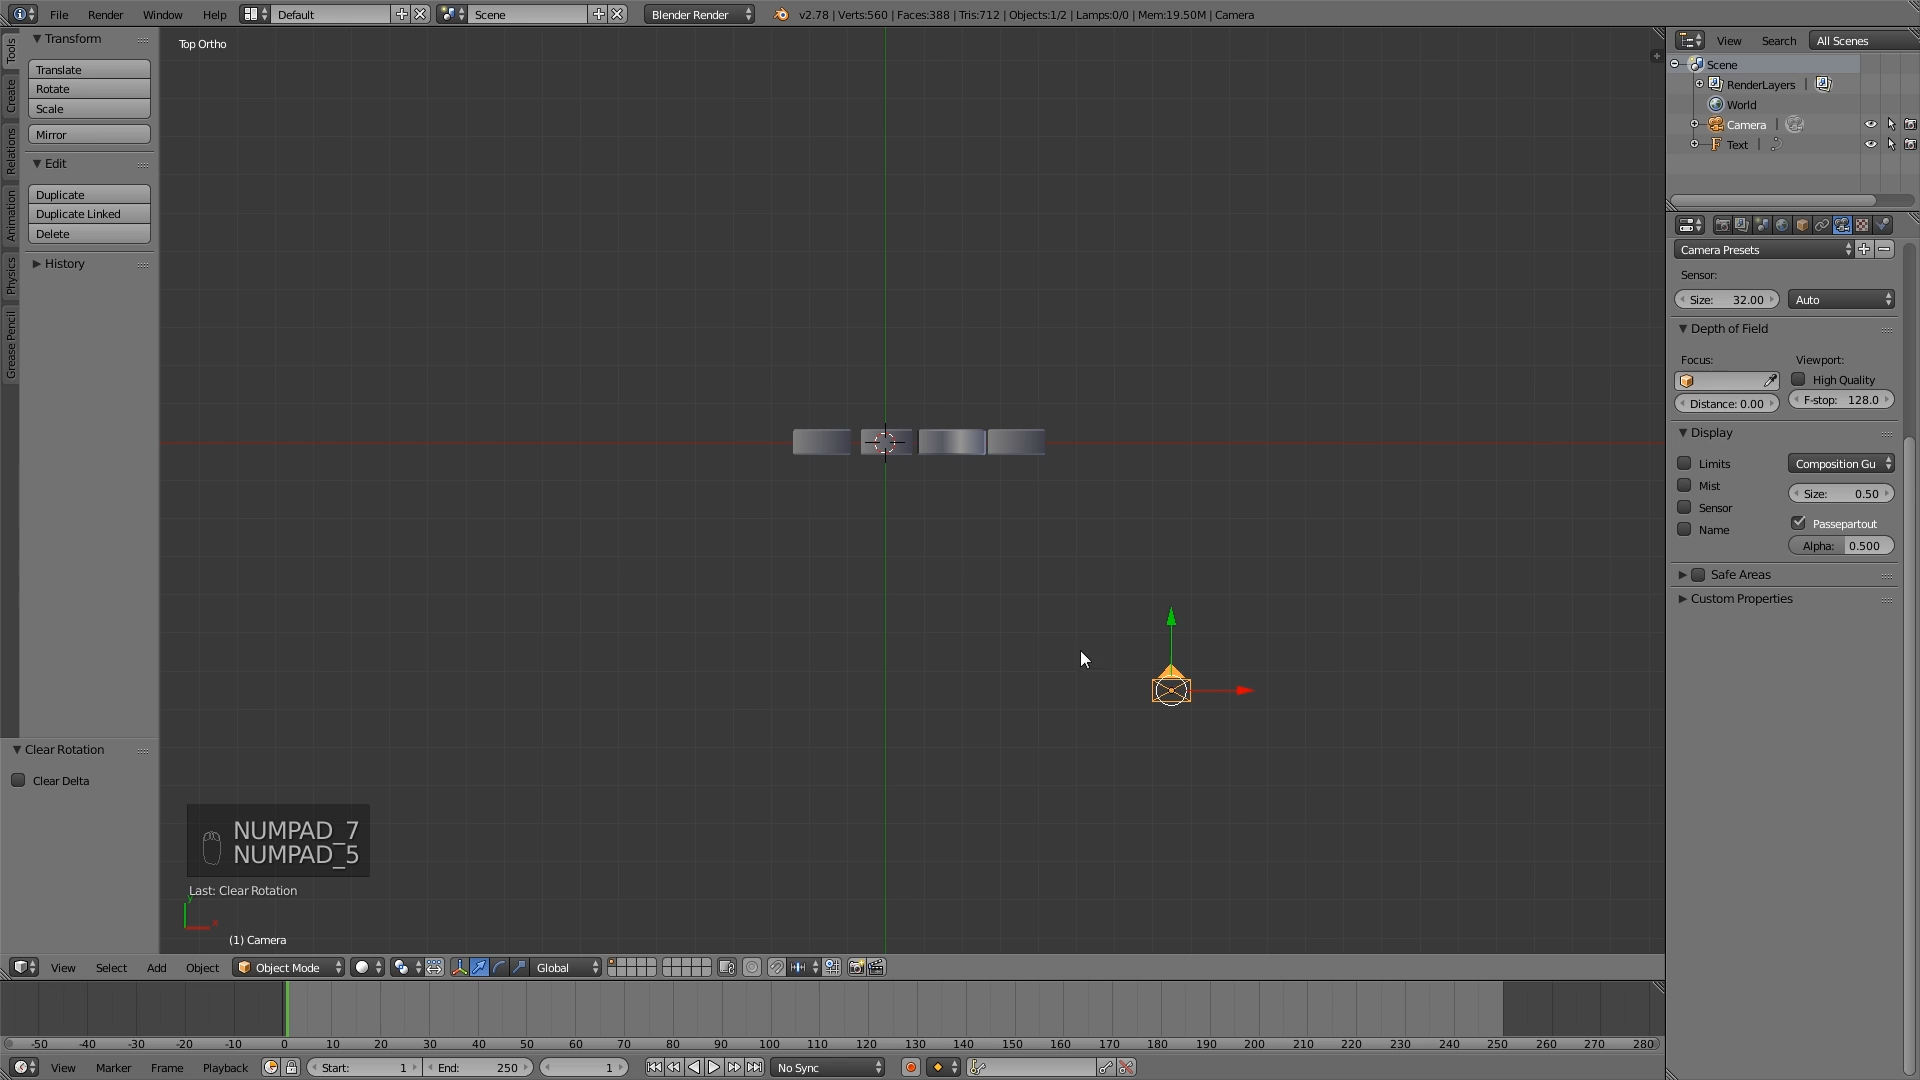 File Render Window Help Default Scene Blender Render v2.78 | Verts:560 | Faces:388 | Tris:712 | Objects:1/2 | Lamps:0/0 | Mem:19.50M | Camera
Tools
Create
Relations
Animation
Physics
Grease Pencil
Transform
Translate
Rotate
Scale
Mirror
Edit
Duplicate
Duplicate Linked
Delete
History
Clear Rotation
Clear Delta
Top Ortho
NUMPAD_7
NUMPAD_5
Last: Clear Rotation
y
x
(1) Camera
View Search All Scenes
Scene
RenderLayers |
World
Camera |
Text |
Camera Presets
Sensor:
Size: 32.00 Auto
Depth of Field
Focus: Viewport:
High Quality
Distance: 0.00 F-stop: 128.0
Display
Limits Composition Gu
Mist Size: 0.50
Sensor Passepartout
Name Alpha: 0.500
Safe Areas
Custom Properties
View Select Add Object Object Mode Global
-50 -40 -30 -20 -10 0 10 20 30 40 50 60 70 80 90 100 110 120 130 140 150 160 170 180 190 200 210 220 230 240 250 260 270 280
View Marker Frame Playback Start: 1 End: 250 1 No Sync